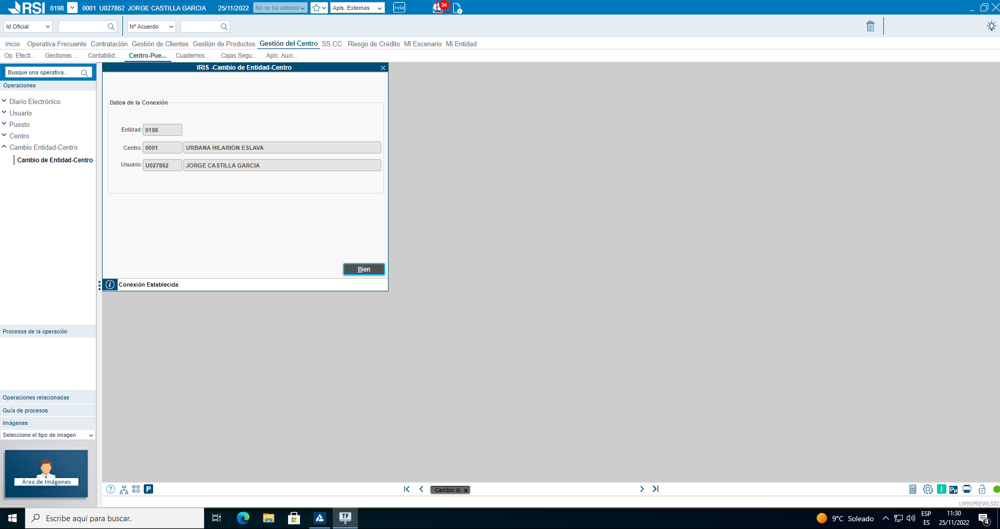 RSI 0198 0001 U027862 JORGE CASTILLA GARCIA 25/11/2022 No se ha obtenid Apls. Externas rvía 34
Id.Oficial Nº Acuerdo
Inicio Operativa Frecuente Contratación Gestión de Clientes Gestión de Productos Gestión del Centro SS.CC. Riesgo de Crédito Mi Escenario Mi Entidad
Op. Efecti... Gestiones ... Contabilid... Centro-Pue... Cuadernos ... Cajas Segu... Apls. Auxi...
Busque una operativa...
Operaciones
Diario Electrónico
Usuario
Puesto
Centro
Cambio Entidad-Centro
Cambio de Entidad-Centro
Procesos de la operación
Operaciones relacionadas
Guía de procesos
Imágenes
Seleccione el tipo de imagen
Área de Imágenes
IRIS -Cambio de Entidad-Centro
Datos de la Conexión
Entidad: 0198
Centro: 0001 URBANA HILARIÓN ESLAVA
Usuario: U027862 JORGE CASTILLA GARCIA
Bien
Conexión Establecida
? P Cambio de x I Pp
LN91PREWLS02
Escribe aquí para buscar. TF 9°C Soleado ESP 11:30
ES 25/11/2022 4